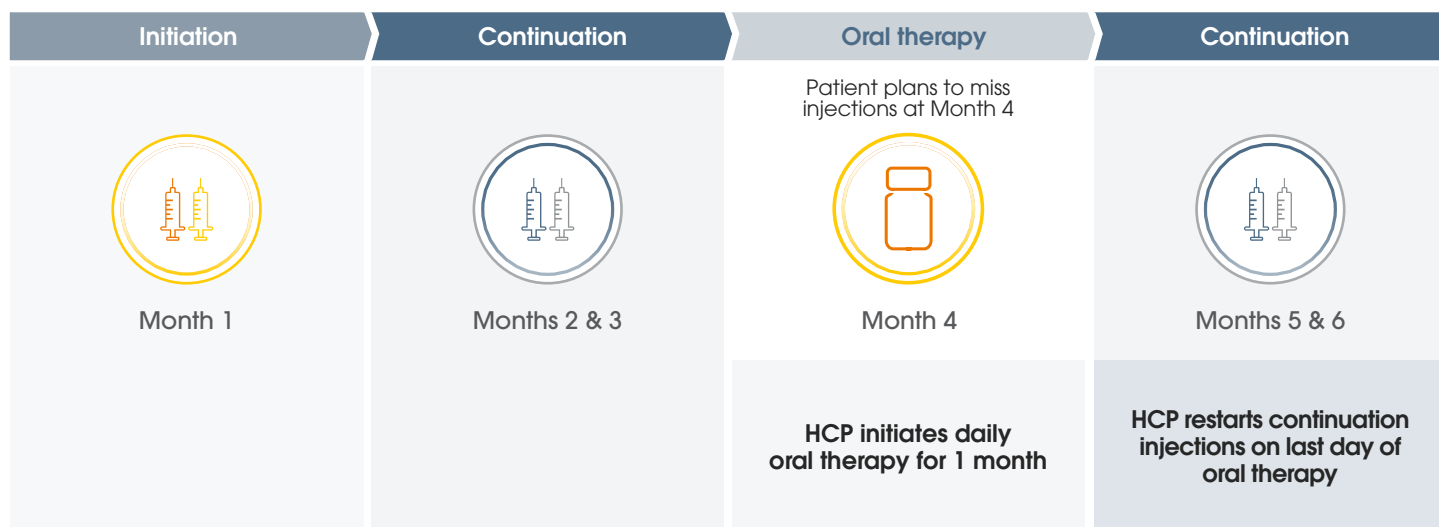 Initiation
Continuation
Oral therapy
Continuation
Patient plans to miss
injections at Month 4
Month 1
Months 2 & 3
Month 4
Months 5 & 6
HCP initiates daily
oral therapy for 1 month
HCP restarts continuation
injections on last day of
oral therapy